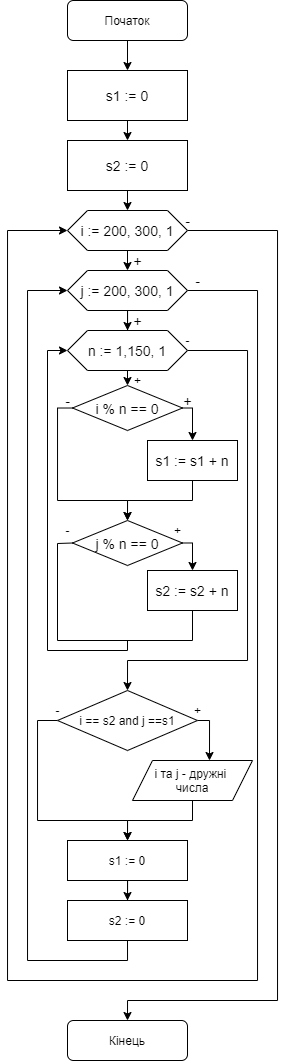 Початок
s1 := 0
s2 := 0
i := 200, 300, 1
-
+
j := 200, 300, 1
-
+
n := 1,150, 1
-
+
-
i % n == 0
+
s1 := s1 + n
-
j % n == 0
+
s2 := s2 + n
-
i == s2 and j ==s1
+
i та j - дружні
числа
s1 := 0
s2 := 0
Кінець